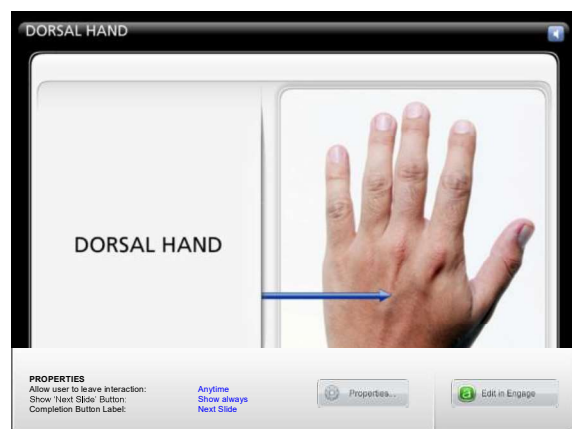 DORSAL HAND
DORSAL HAND
PROPERTIES
Allow user to leave interaction: Anytime
Show 'Next Slide' Button: Show always
Completion Button Label: Next Slide
Properties...
Edit in Engage